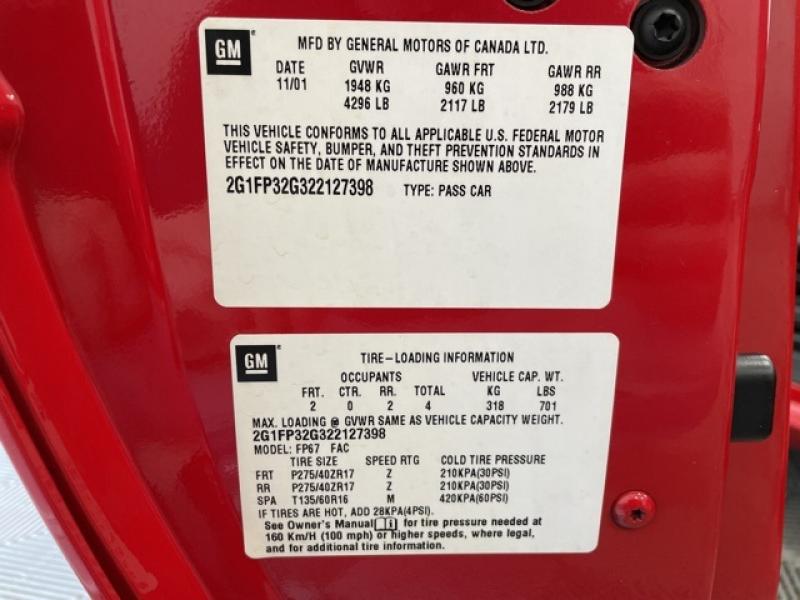 GM MFD BY GENERAL MOTORS OF CANADA LTD.
DATE GVWR GAWR FRT GAWR RR
11/01 1948 KG 960 KG 988 KG
4296 LB 2117 LB 2179 LB
THIS VEHICLE CONFORMS TO ALL APPLICABLE U.S. FEDERAL MOTOR
VEHICLE SAFETY, BUMPER, AND THEFT PREVENTION STANDARDS IN
EFFECT ON THE DATE OF MANUFACTURE SHOWN ABOVE.
2G1FP32G322127398 TYPE: PASS CAR
GM TIRE-LOADING INFORMATION
OCCUPANTS VEHICLE CAP. WT.
FRT. CTR. RR. TOTAL KG LBS
2 0 2 4 318 701
MAX. LOADING @ GVWR SAME AS VEHICLE CAPACITY WEIGHT.
2G1FP32G322127398
MODEL: FP67 FAC
TIRE SIZE SPEED RTG COLD TIRE PRESSURE
FRT P275/40ZR17 Z 210KPA(30PSI)
RR P275/40ZR17 Z 210KPA(30PSI)
SPA T135/60R16 M 420KPA(60PSI)
IF TIRES ARE HOT, ADD 28KPA(4PSI).
See Owner's Manual for tire pressure needed at
160 Km/H (100 mph) or higher speeds, where legal,
and for additional tire information.